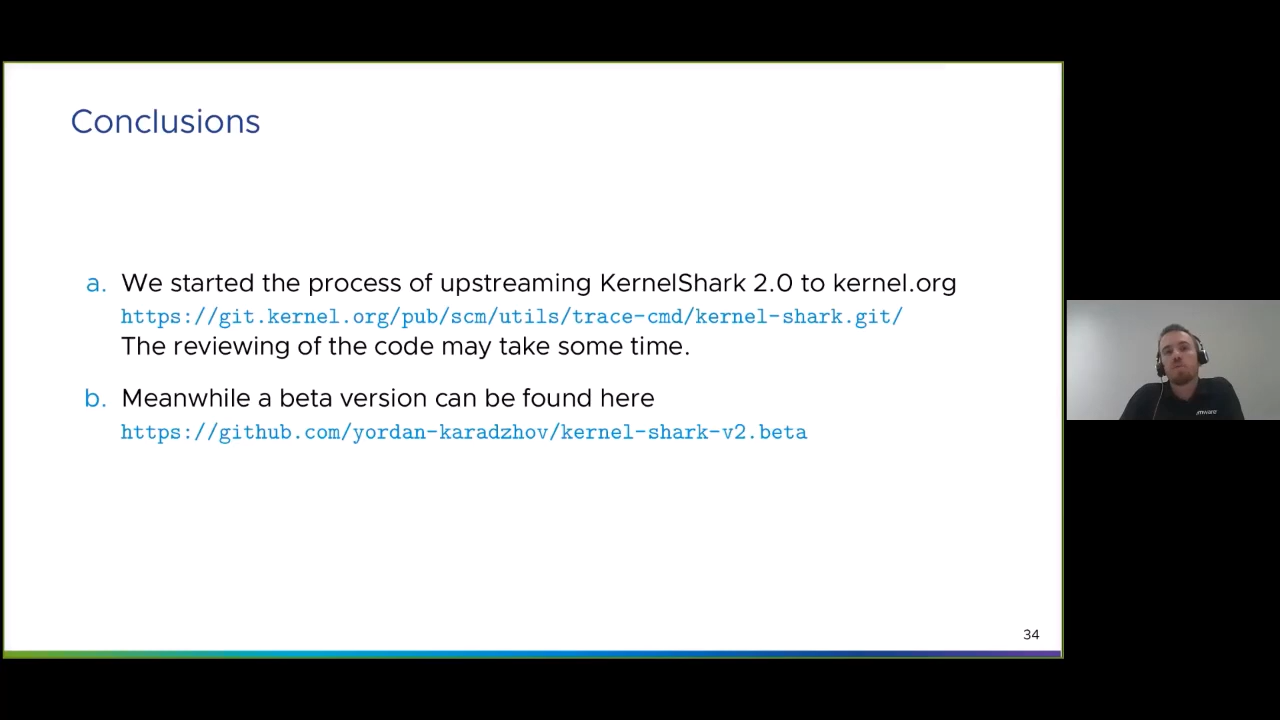 Conclusions
a. We started the process of upstreaming KernelShark 2.0 to kernel.org
https://git.kernel.org/pub/scm/utils/trace-cmd/kernel-shark.git/
The reviewing of the code may take some time.
b. Meanwhile a beta version can be found here
https://github.com/yordan-karadzhov/kernel-shark-v2.beta
vmware
34